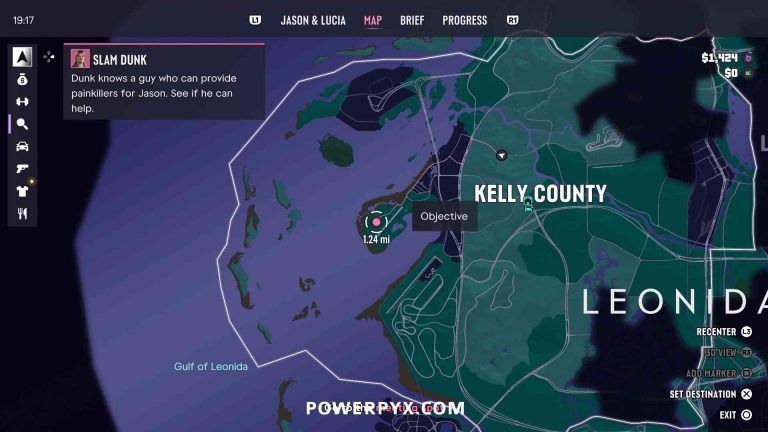 19:17
L1 JASON & LUCIA MAP BRIEF PROGRESS R1
SLAM DUNK
Dunk knows a guy who can provide
painkillers for Jason. See if he can
help.
$1,424
$0
KELLY COUNTY
Objective
1.24 mi
LEONIDA
RECENTER L3
3D VIEW R3
ADD MARKER
SET DESTINATION
EXIT
Gulf of Leonida
POWERPYX.COM